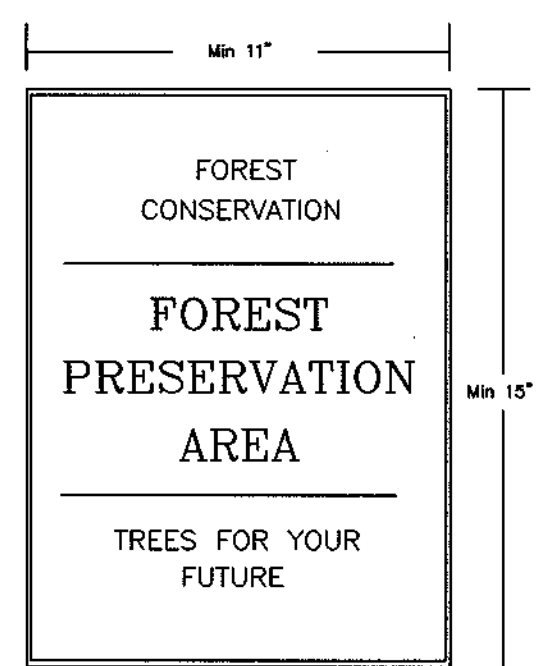 Min 11"
FOREST
CONSERVATION
FOREST
PRESERVATION
AREA
Min 15"
TREES FOR YOUR
FUTURE